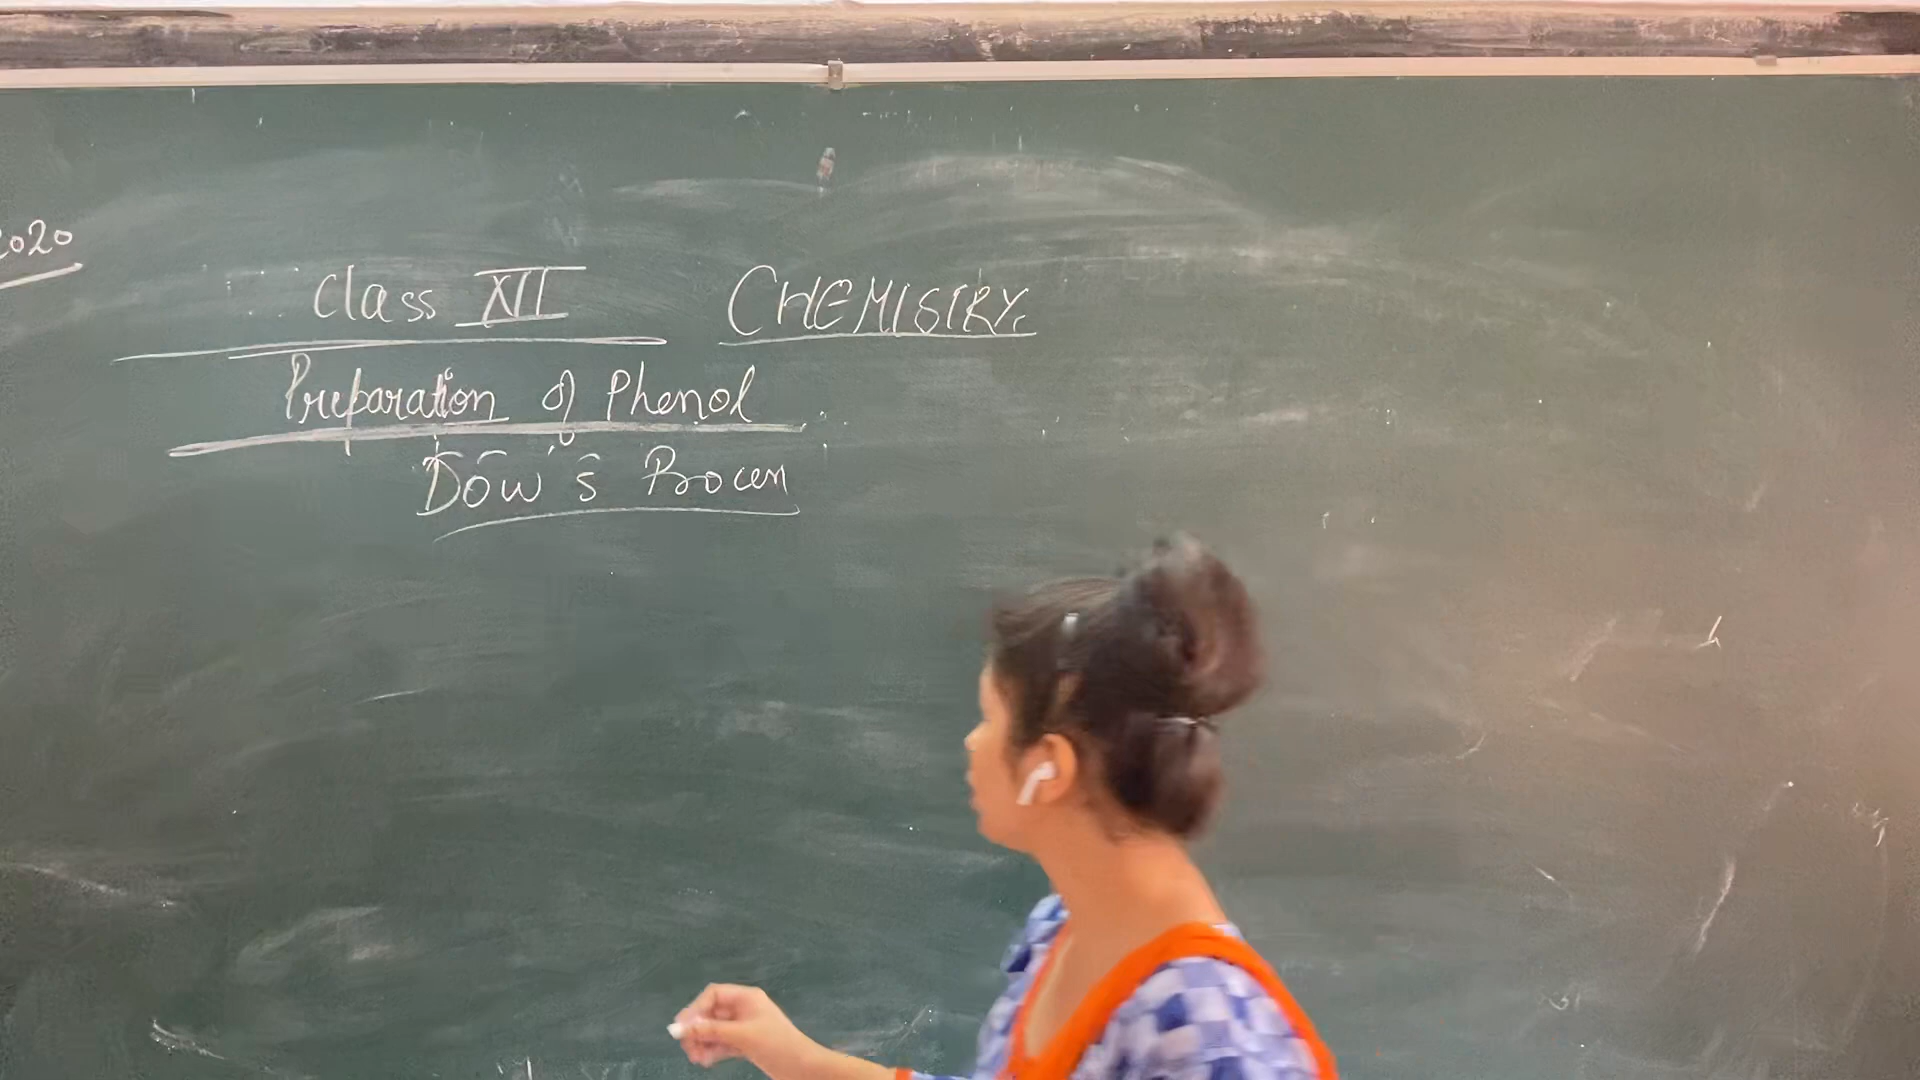 2020
Class XII CHEMISTRY
Preparation of Phenol
Dow's Process